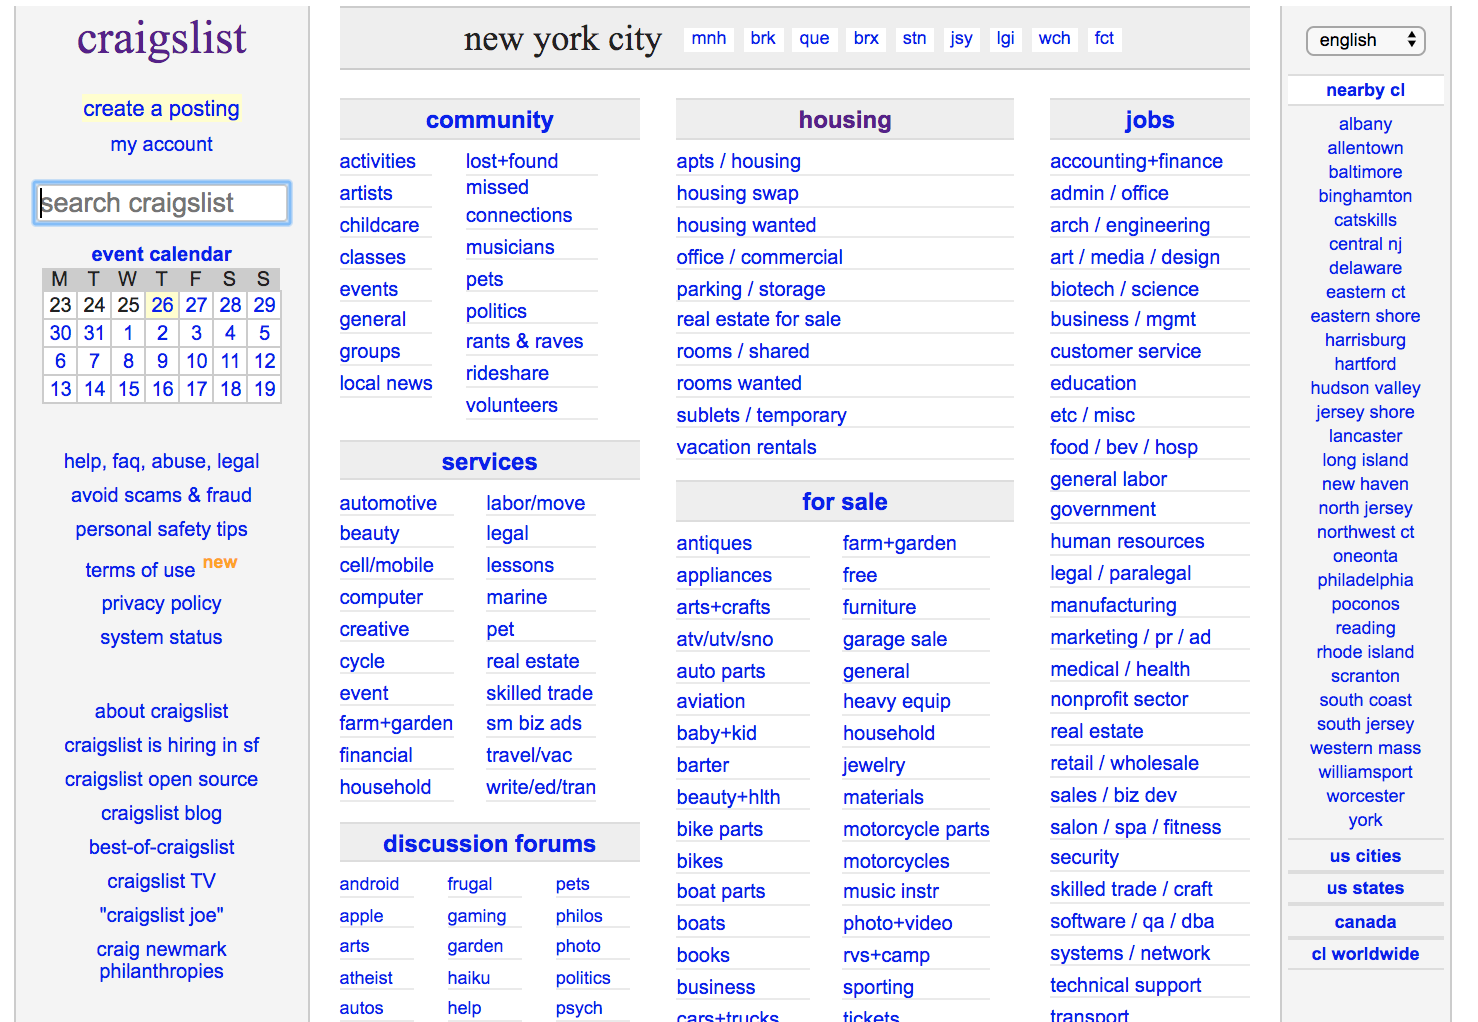 craigslist
create a posting
my account
search craigslist
event calendar
M T W T F S S
23 24 25 26 27 28 29
30 31 1 2 3 4 5
6 7 8 9 10 11 12
13 14 15 16 17 18 19
help, faq, abuse, legal
avoid scams & fraud
personal safety tips
terms of use new
privacy policy
system status
about craigslist
craigslist is hiring in sf
craigslist open source
craigslist blog
best-of-craigslist
craigslist TV
"craigslist joe"
craig newmark
philanthropies
new york city mnh brk que brx stn jsy lgi wch fct
community
activities
artists
childcare
classes
events
general
groups
local news
lost+found
missed
connections
musicians
pets
politics
rants & raves
rideshare
volunteers
services
automotive
beauty
cell/mobile
computer
creative
cycle
event
farm+garden
financial
household
labor/move
legal
lessons
marine
pet
real estate
skilled trade
sm biz ads
travel/vac
write/ed/tran
discussion forums
android
apple
arts
atheist
autos
frugal
gaming
garden
haiku
help
pets
philos
photo
politics
psych
housing
apts / housing
housing swap
housing wanted
office / commercial
parking / storage
real estate for sale
rooms / shared
rooms wanted
sublets / temporary
vacation rentals
for sale
antiques
appliances
arts+crafts
atv/utv/sno
auto parts
aviation
baby+kid
barter
beauty+hlth
bike parts
bikes
boat parts
boats
books
business
cars+trucks
farm+garden
free
furniture
garage sale
general
heavy equip
household
jewelry
materials
motorcycle parts
motorcycles
music instr
photo+video
rvs+camp
sporting
tickets
jobs
accounting+finance
admin / office
arch / engineering
art / media / design
biotech / science
business / mgmt
customer service
education
etc / misc
food / bev / hosp
general labor
government
human resources
legal / paralegal
manufacturing
marketing / pr / ad
medical / health
nonprofit sector
real estate
retail / wholesale
sales / biz dev
salon / spa / fitness
security
skilled trade / craft
software / qa / dba
systems / network
technical support
transport
english
nearby cl
albany
allentown
baltimore
binghamton
catskills
central nj
delaware
eastern ct
eastern shore
harrisburg
hartford
hudson valley
jersey shore
lancaster
long island
new haven
north jersey
northwest ct
oneonta
philadelphia
poconos
reading
rhode island
scranton
south coast
south jersey
western mass
williamsport
worcester
york
us cities
us states
canada
cl worldwide